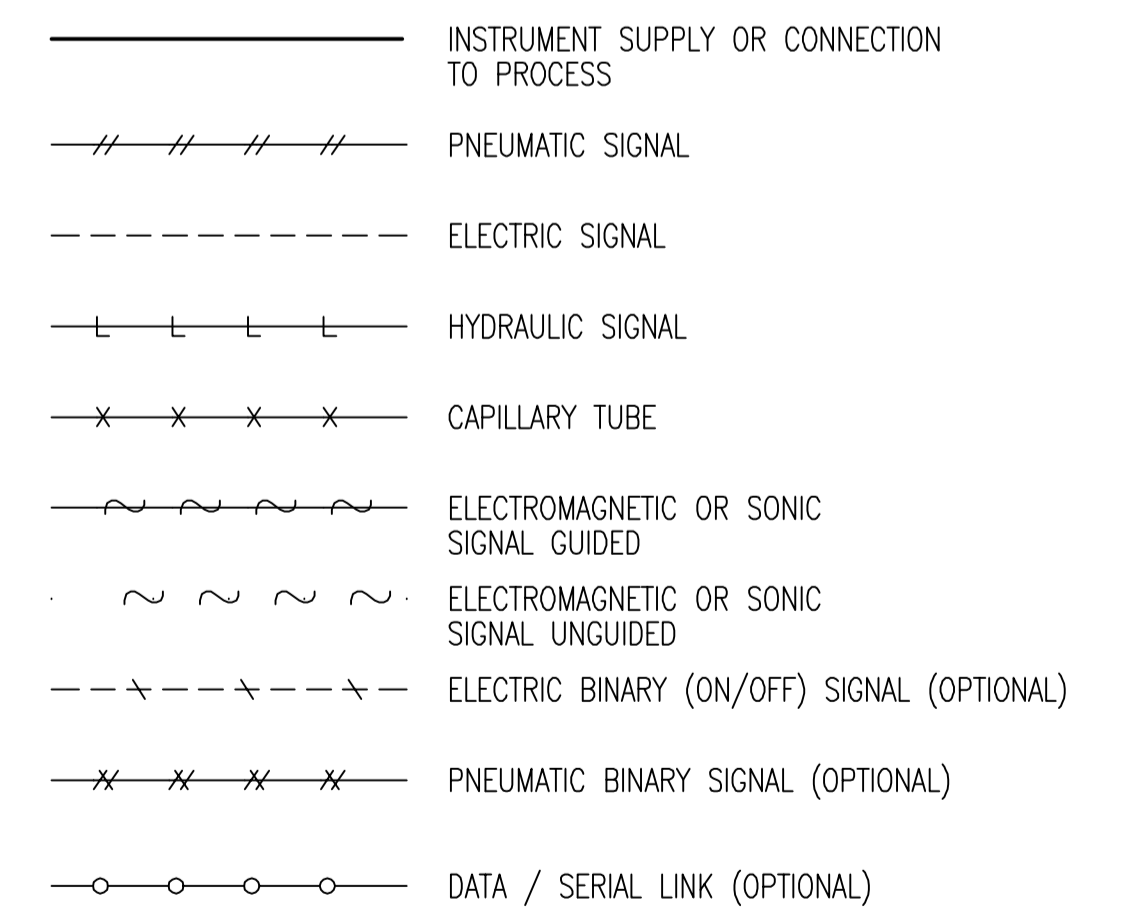 INSTRUMENT SUPPLY OR CONNECTION
TO PROCESS
PNEUMATIC SIGNAL
ELECTRIC SIGNAL
L L L L
HYDRAULIC SIGNAL
X X X X
CAPILLARY TUBE
ELECTROMAGNETIC OR SONIC
SIGNAL GUIDED
ELECTROMAGNETIC OR SONIC
SIGNAL UNGUIDED
ELECTRIC BINARY (ON/OFF) SIGNAL (OPTIONAL)
PNEUMATIC BINARY SIGNAL (OPTIONAL)
DATA / SERIAL LINK (OPTIONAL)